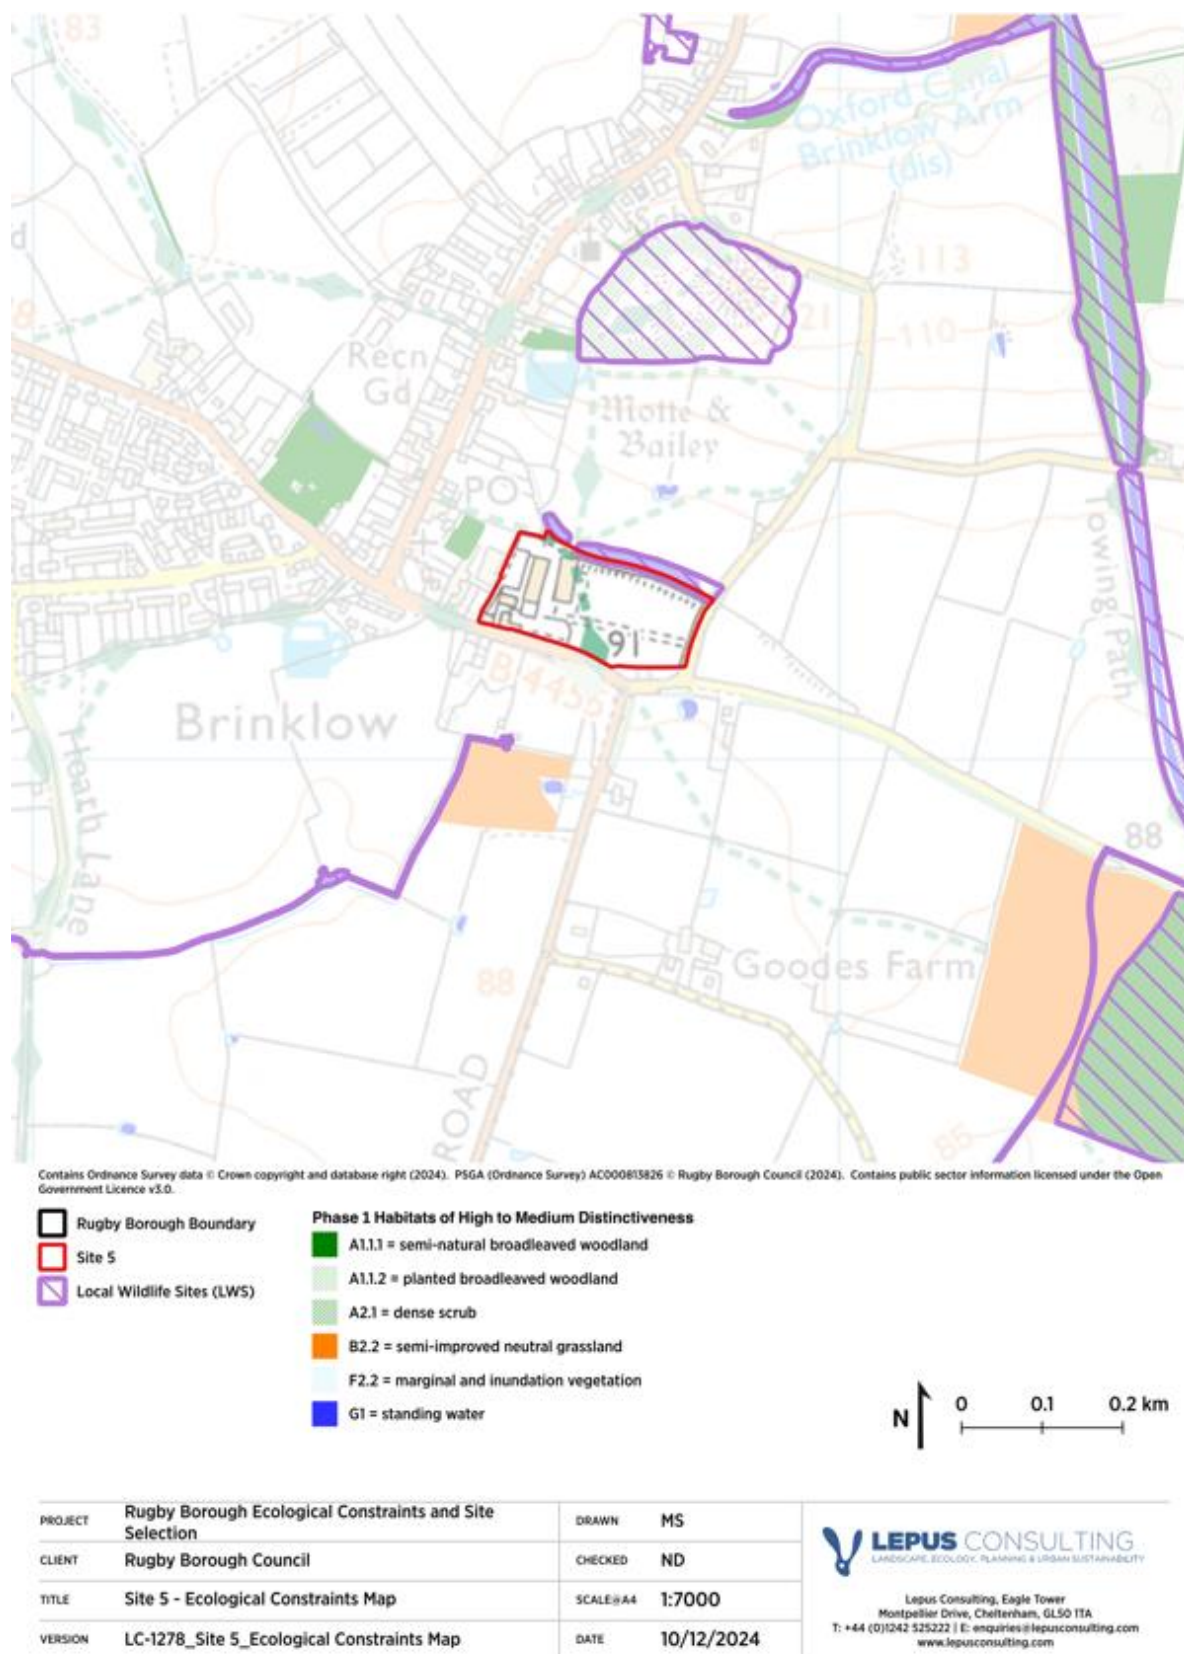 83
Oxford Canal
Brinklow Arm
(dis)
Sch
113
110
21
d
8
Recn
Gd
Motte &
Bailey
PO
91
B 4455
Towing Path
Brinklow
Heath Lane
88
Goodes Farm
88
ROAD
85
Contains Ordnance Survey data © Crown copyright and database right (2024). PSGA (Ordnance Survey) AC000813826 © Rugby Borough Council (2024). Contains public sector information licensed under the Open
Government Licence v3.0.
Rugby Borough Boundary
Site 5
Local Wildlife Sites (LWS)
Phase 1 Habitats of High to Medium Distinctiveness
A1.1.1 = semi-natural broadleaved woodland
A1.1.2 = planted broadleaved woodland
A2.1 = dense scrub
B2.2 = semi-improved neutral grassland
F2.2 = marginal and inundation vegetation
G1 = standing water
N
0 0.1 0.2 km
PROJECT Rugby Borough Ecological Constraints and Site
Selection
DRAWN MS
CLIENT Rugby Borough Council
CHECKED ND
TITLE Site 5 - Ecological Constraints Map
SCALE@A4 1:7000
VERSION LC-1278_Site 5_Ecological Constraints Map
DATE 10/12/2024
LEPUS CONSULTING
LANDSCAPE, ECOLOGY, PLANNING & URBAN SUSTAINABILITY
Lepus Consulting, Eagle Tower
Montpellier Drive, Cheltenham, GL50 1TA
T: +44 (0)1242 525222 | E: enquiries@lepusconsulting.com
www.lepusconsulting.com